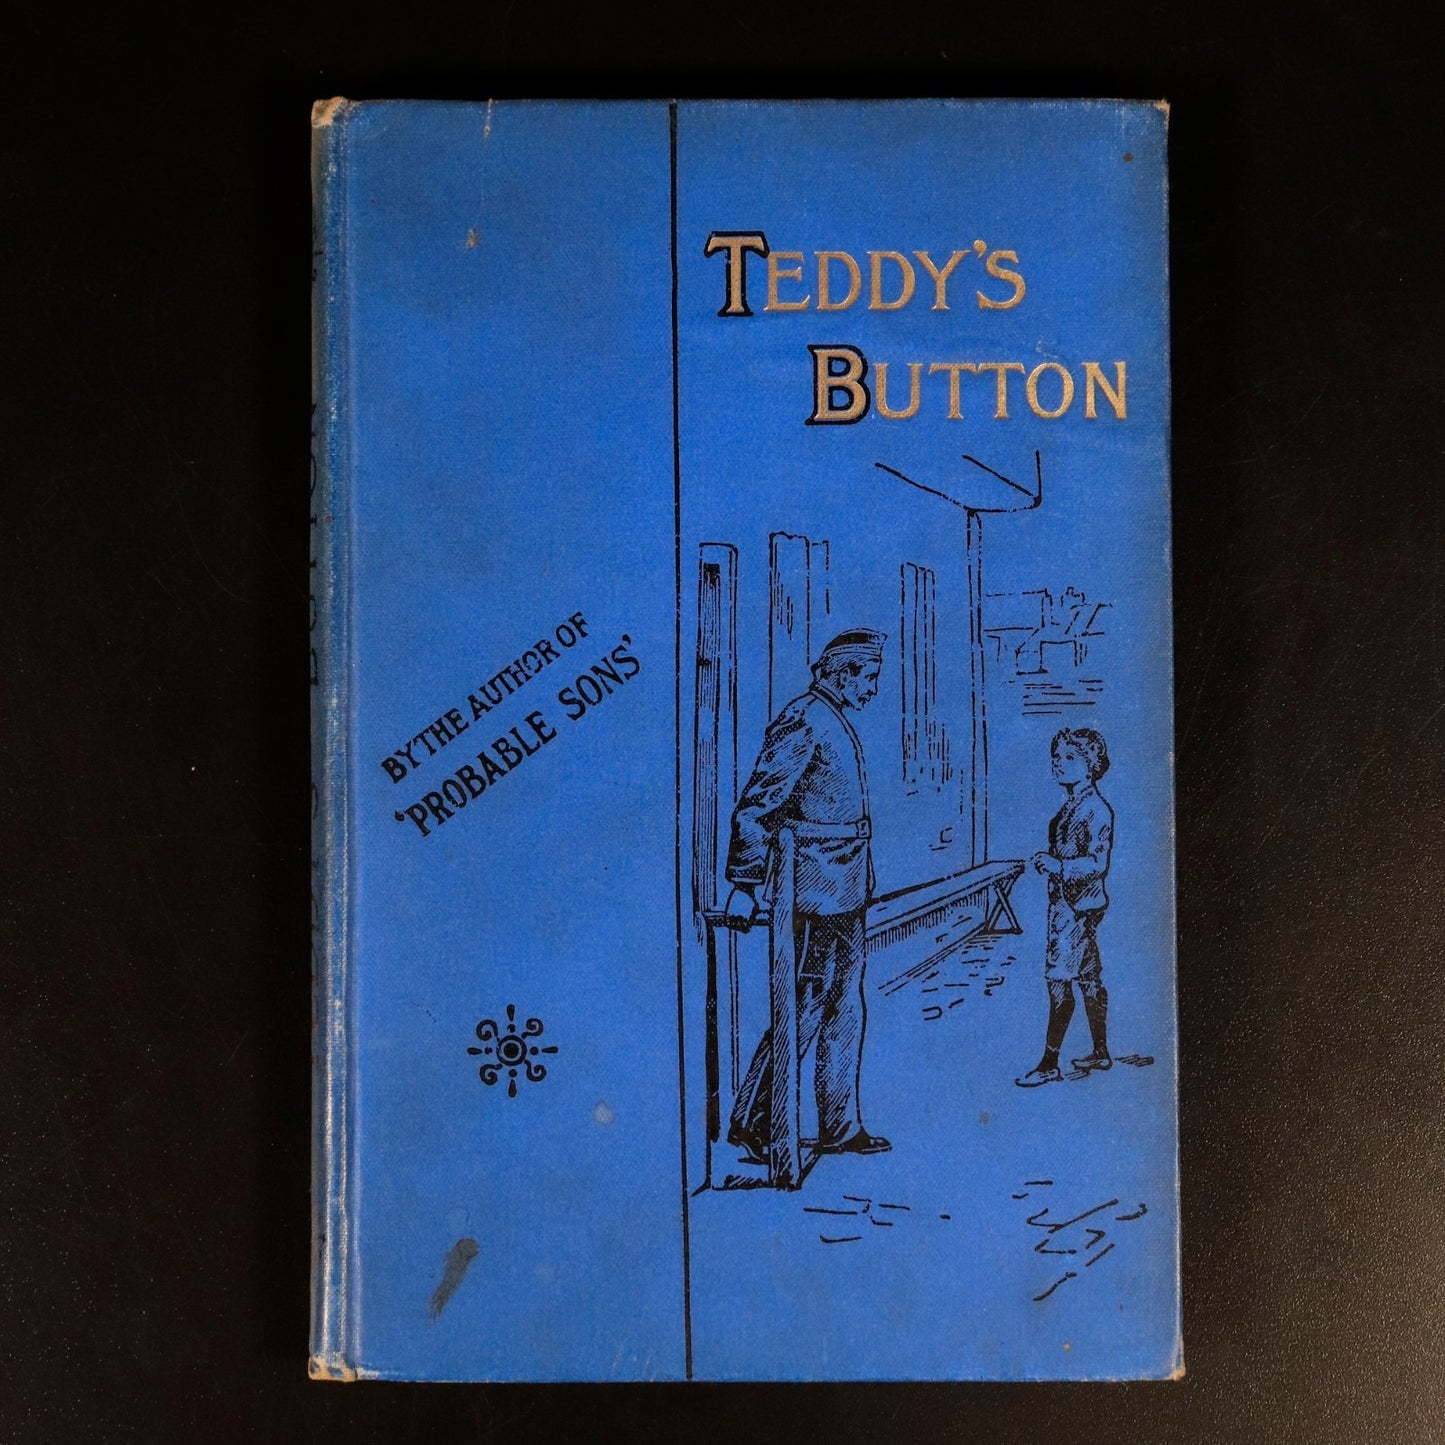 TEDDY'S
BUTTON
BY THE AUTHOR OF
'PROBABLE SONS'